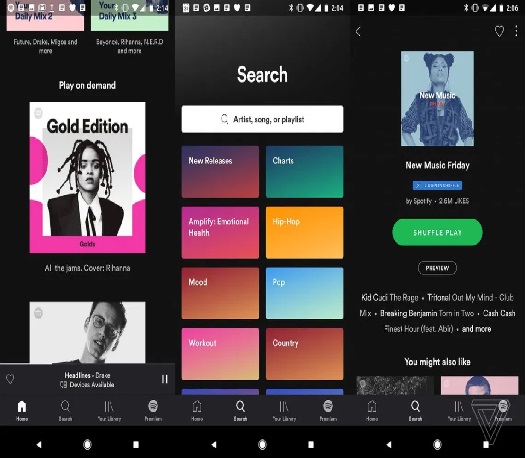 2:14
Your
Daily Mix 2
Your
Daily Mix 3
Future, Drake, Migos and
more
Beyoncé, Rihanna, N.E.R.D
and more
Play on demand
Gold Edition
Golds
All the jams. Cover: Rihanna
Headlines - Drake
Devices Available
Home
Search
Your Library
Premium
2:04
Search
Artist, song, or playlist
New Releases
Charts
Amplify: Emotional
Health
Hip-Hop
Mood
Pop
Workout
Country
Home
Search
Your Library
Premium
2:06
New Music
New Music Friday
by Spotify • 2.6M LIKES
SHUFFLE PLAY
PREVIEW
Kid Cudi The Rage • Tritonal Out My Mind - Club
Mix • Breaking Benjamin Torn in Two • Cash Cash
Finest Hour (feat. Abir) • and more
You might also like
Home
Search
Your Library
Premium